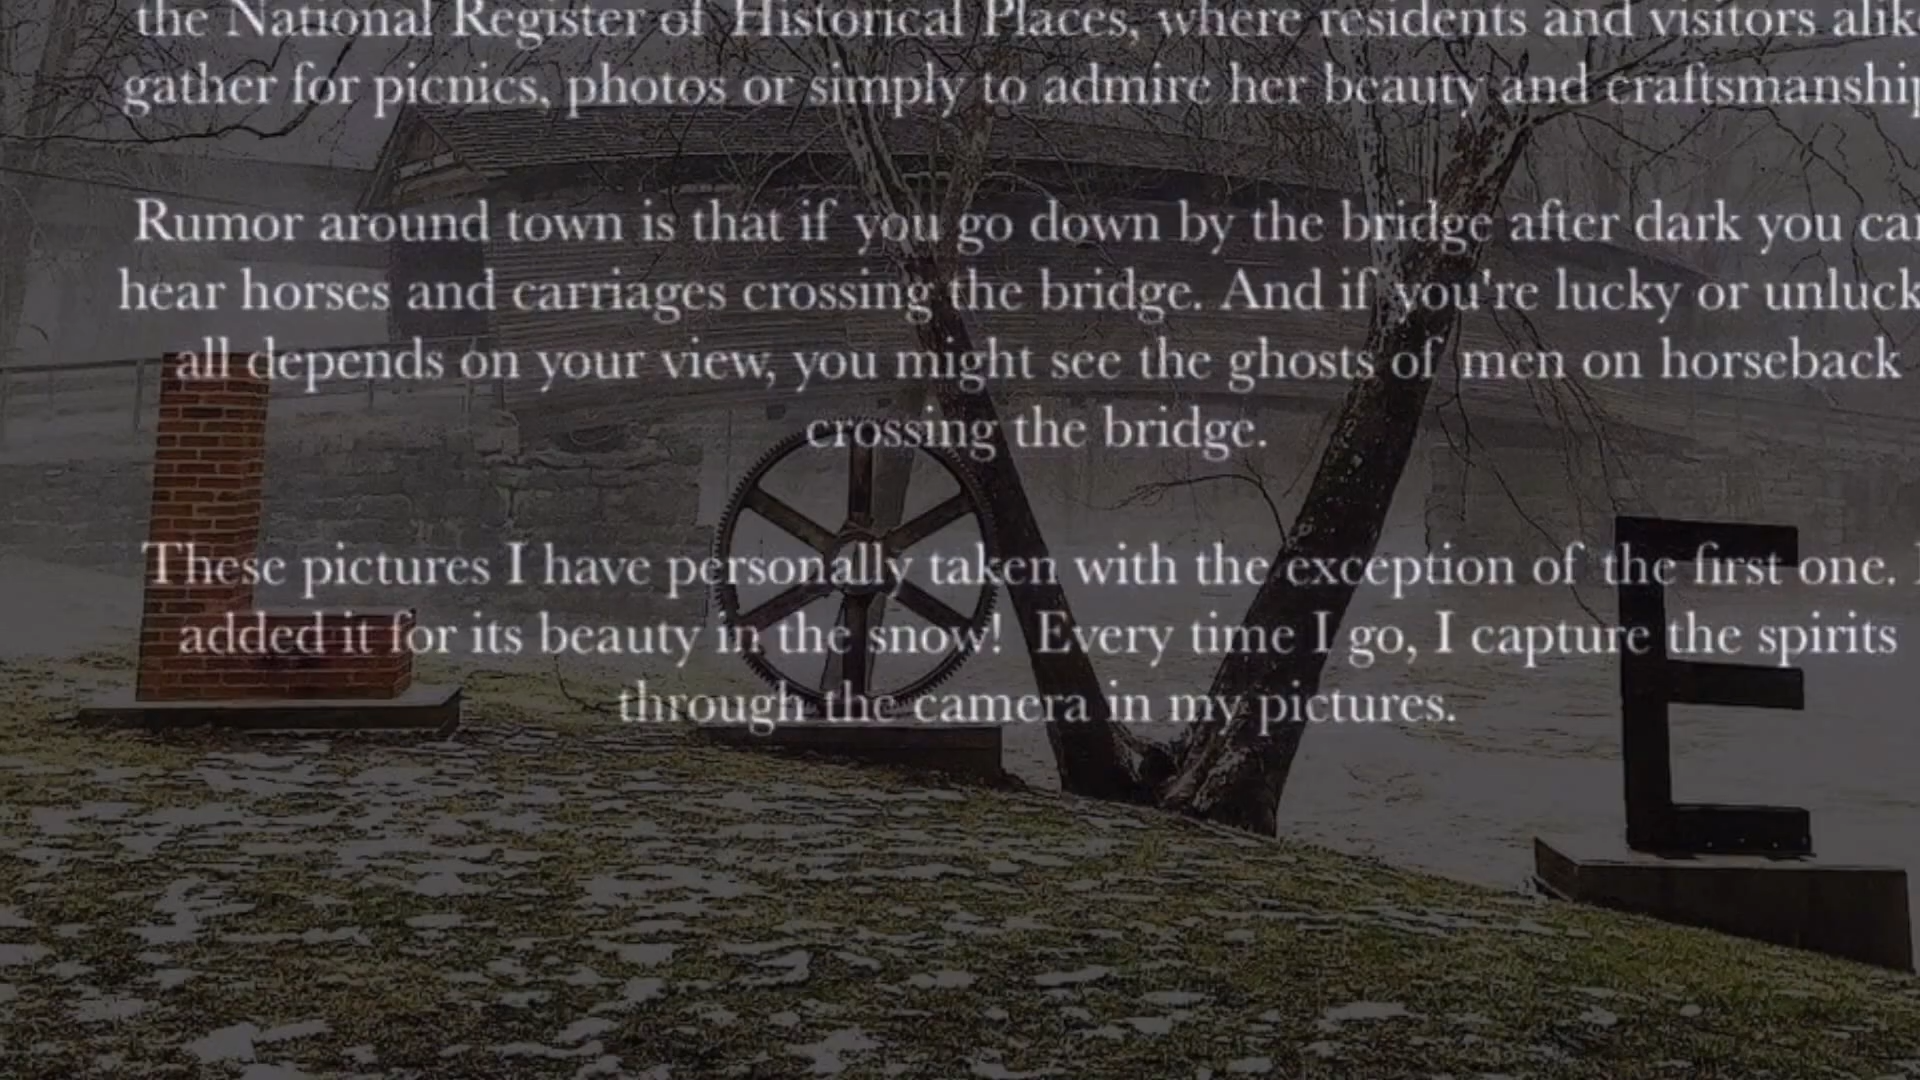 the National Register of Historical Places, where residents and visitors
gather for picnics, photos or simply to admire her beauty and
Rumor around town is that if you go down by the bridge after dark you
hear horses and carriages crossing the bridge. And if you're lucky or
all depends on your view, you might see the ghosts of men on horseback
crossing the bridge.
These pictures I have personally taken with the exception of the first one.
added it for its beauty in the snow! Every time I go, I capture the spirits
through the camera in my pictures.
L O V E